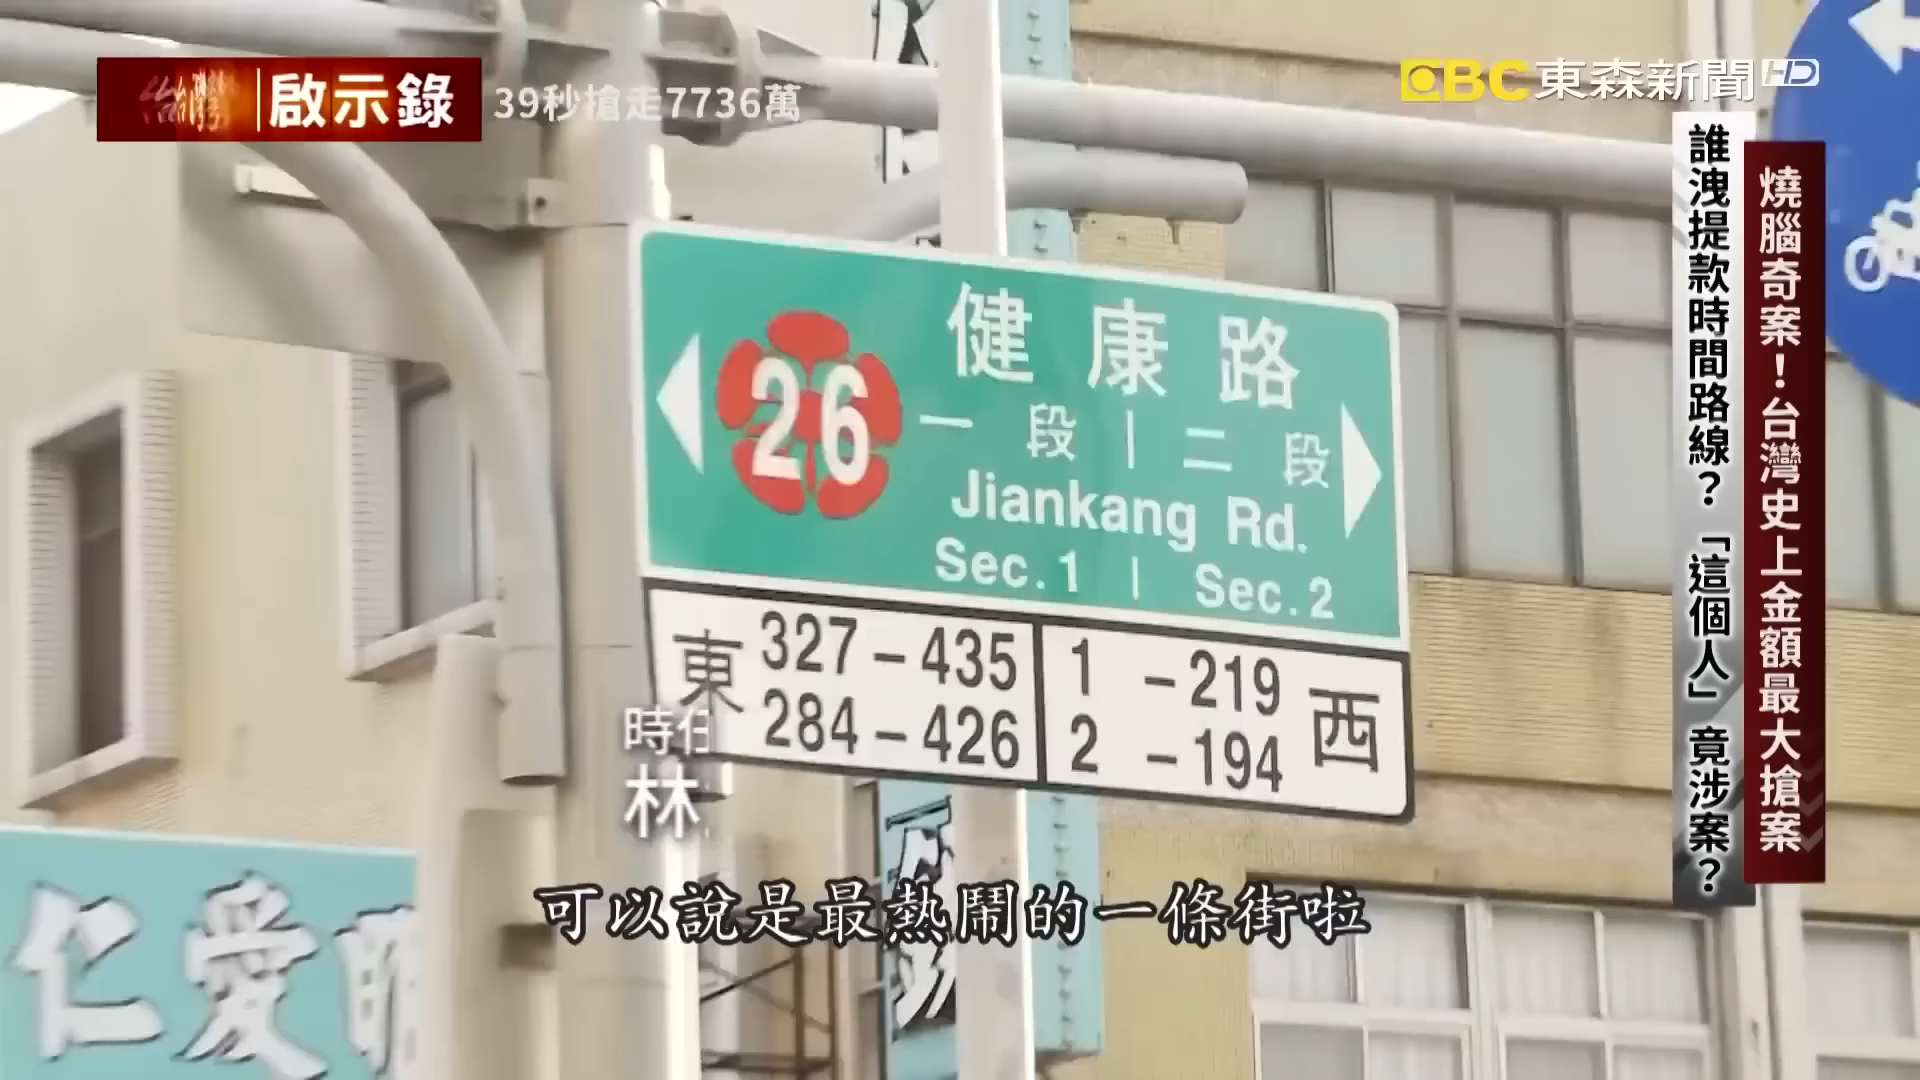 台灣啟示錄
39秒搶走7736萬
EBC東森新聞HD
誰洩提款時間路線？「這個人」竟涉案？
燒腦奇案！台灣史上金額最大搶案
26
健康路
一段 | 二段
Jiankang Rd.
Sec.1 | Sec.2
東 327-435 284-426
1-219 2-194 西
時任
林
仁愛
可以說是最熱鬧的一條街啦